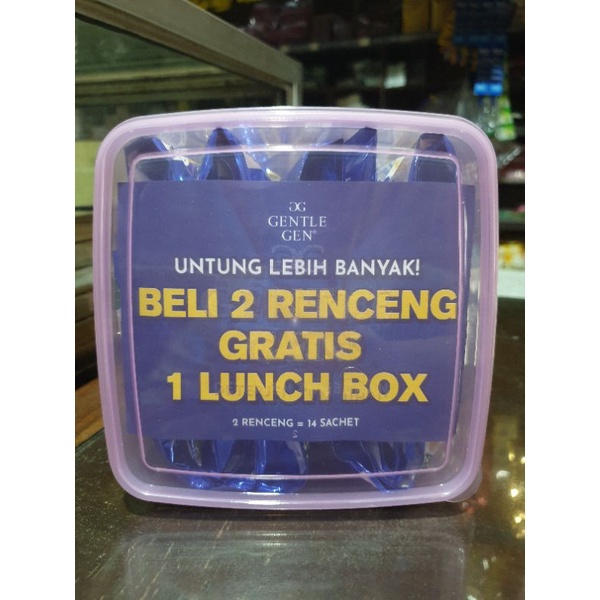 GG
GENTLE
GEN®
UNTUNG LEBIH BANYAK!
BELI 2 RENCENG
GRATIS
1 LUNCH BOX
2 RENCENG = 14 SACHET